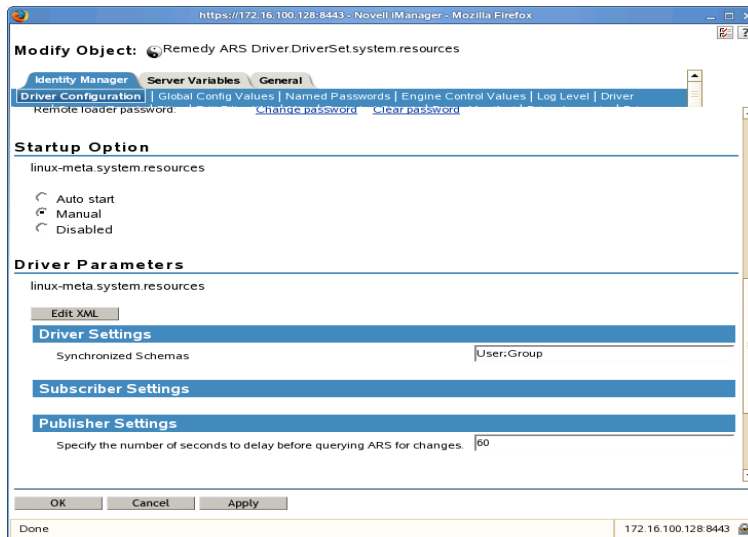 https://172.16.100.128:8443 - Novell iManager - Mozilla Firefox
Modify Object: Remedy ARS Driver.DriverSet.system.resources
?
Identity Manager Server Variables General
Driver Configuration | Global Config Values | Named Passwords | Engine Control Values | Log Level | Driver
Remote loader password: Change password Clear password
Startup Option
linux-meta.system.resources
Auto start
Manual
Disabled
Driver Parameters
linux-meta.system.resources
Edit XML
Driver Settings
Synchronized Schemas User;Group
Subscriber Settings
Publisher Settings
Specify the number of seconds to delay before querying ARS for changes. 60
OK Cancel Apply
Done 172.16.100.128:8443